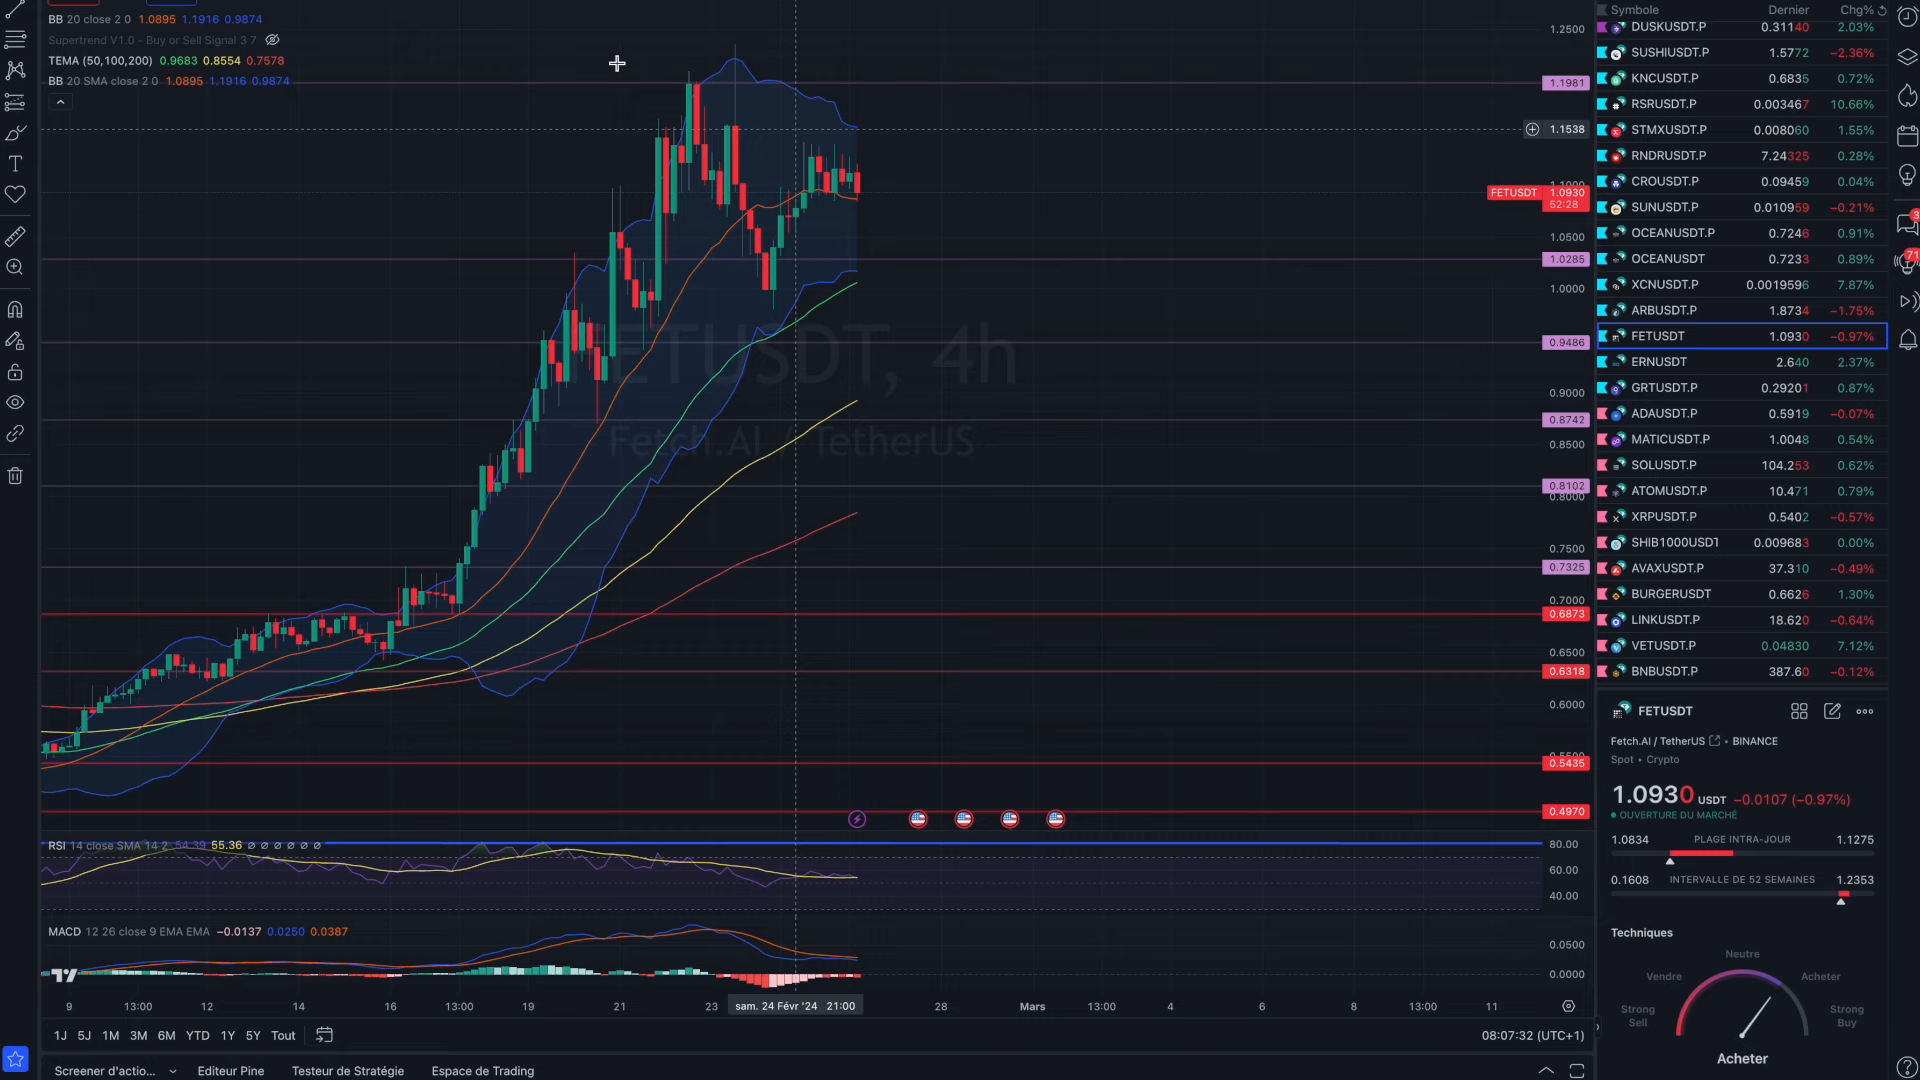 BB 20 close 2 0 1.0895 1.1916 0.9874
Supertrend V1.0 - Buy or Sell Signal 3 7
TEMA (50,100,200) 0.9683 0.8554 0.7578
BB 20 SMA close 2 0 1.0895 1.1916 0.9874
FETUSDT, 4h
Fetch.AI / TetherUS
1.2500
1.1981
1.1538
1.1000
FETUSDT 1.0930
52:28
1.0500
1.0285
1.0000
0.9486
0.9000
0.8742
0.8500
0.8102
0.8000
0.7500
0.7325
0.7000
0.6873
0.6500
0.6318
0.6000
0.5500
0.5435
0.4970
RSI 14 close SMA 14 2 54.39 55.36 ∅ ∅ ∅ ∅ ∅ ∅
80.00
60.00
40.00
MACD 12 26 close 9 EMA EMA −0.0137 0.0250 0.0387
0.0500
0.0000
9 13:00 12 14 16 13:00 19 21 23 sam. 24 Févr '24 21:00 28 Mars 13:00 4 6 8 13:00 11
1J 5J 1M 3M 6M YTD 1Y 5Y Tout
08:07:32 (UTC+1)
Screener d'actio... Editeur Pine Testeur de Stratégie Espace de Trading
Symbole Dernier Chg%
DUSKUSDT.P 0.31140 2.03%
SUSHIUSDT.P 1.5772 −2.36%
KNCUSDT.P 0.6835 0.72%
RSRUSDT.P 0.003467 10.66%
STMXUSDT.P 0.008060 1.55%
RNDRUSDT.P 7.24325 0.28%
CROUSDT.P 0.09459 0.04%
SUNUSDT.P 0.010959 −0.21%
OCEANUSDT.P 0.7246 0.91%
OCEANUSDT 0.7233 0.89%
XCNUSDT.P 0.0019596 7.87%
ARBUSDT.P 1.8734 −1.75%
FETUSDT 1.0930 −0.97%
ERNUSDT 2.640 2.37%
GRTUSDT.P 0.29201 0.87%
ADAUSDT.P 0.5919 −0.07%
MATICUSDT.P 1.0048 0.54%
SOLUSDT.P 104.253 0.62%
ATOMUSDT.P 10.471 0.79%
XRPUSDT.P 0.5402 −0.57%
SHIB1000USDT 0.009683 0.00%
AVAXUSDT.P 37.310 −0.49%
BURGERUSDT 0.6626 1.30%
LINKUSDT.P 18.620 −0.64%
VETUSDT.P 0.04830 7.12%
BNBUSDT.P 387.60 −0.12%
FETUSDT
Fetch.AI / TetherUS • BINANCE
Spot • Crypto
1.0930 USDT −0.0107 (−0.97%)
OUVERTURE DU MARCHÉ
1.0834 PLAGE INTRA-JOUR 1.1275
0.1608 INTERVALLE DE 52 SEMAINES 1.2353
Techniques
Neutre
Vendre Acheter
Strong Sell
Strong Buy
Acheter
3
71